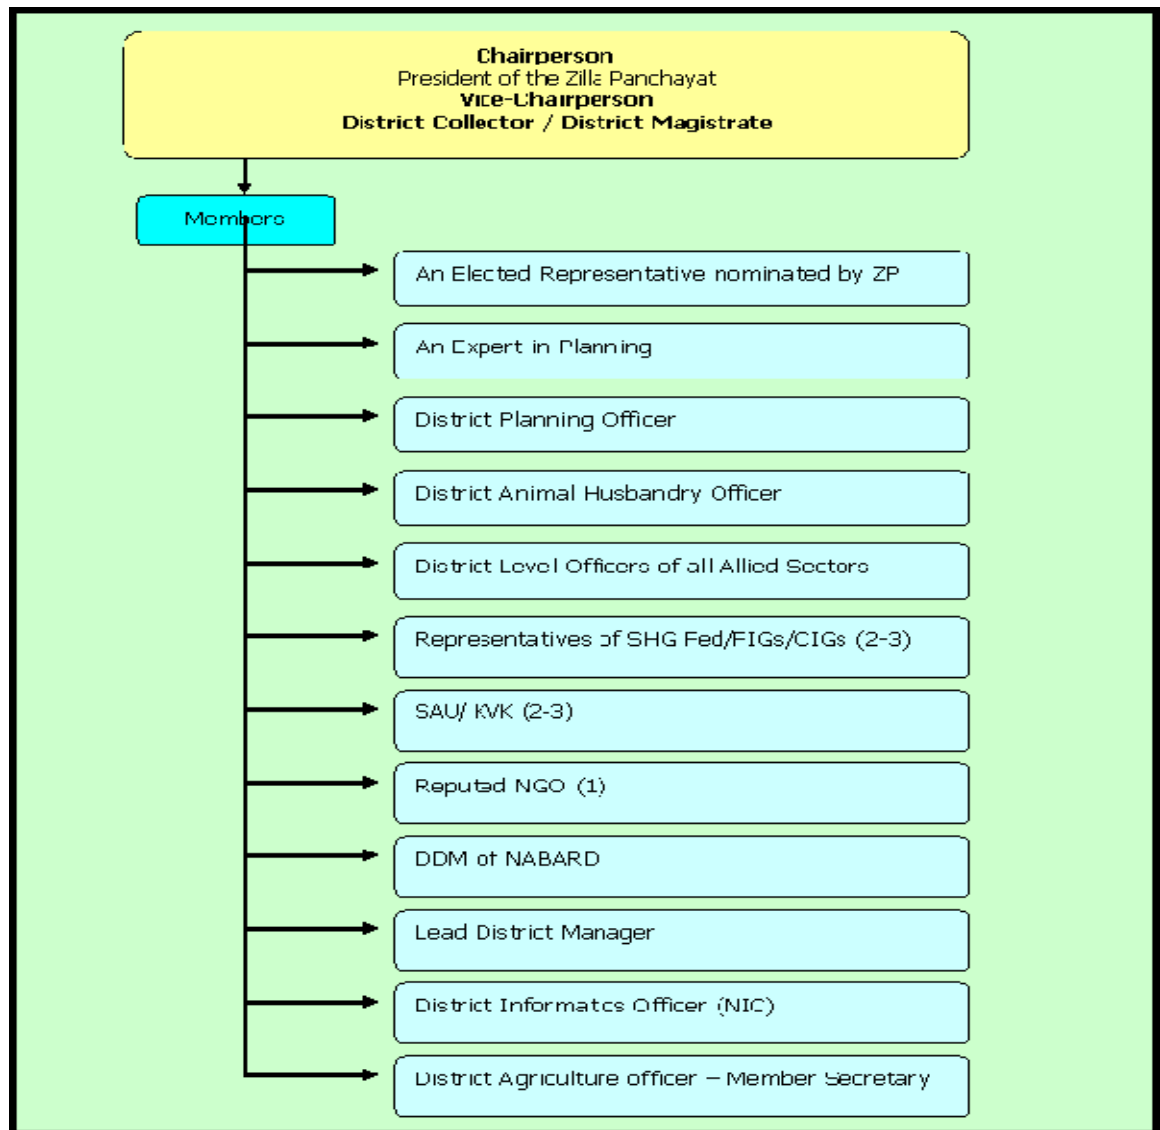 Chairperson
President of the Zilla Panchayat
Vice-Chairperson
District Collector / District Magistrate
Members
An Elected Representative nominated by ZP
An Expert in Planning
District Planning Officer
District Animal Husbandry Officer
District Level Officers of all Allied Sectors
Representatives of SHG Fed/FIGs/CIGs (2-3)
SAU/ KVK (2-3)
Reputed NGO (1)
DDM of NABARD
Lead District Manager
District Informatcs Officer (NIC)
District Agriculture officer – Member Secretary